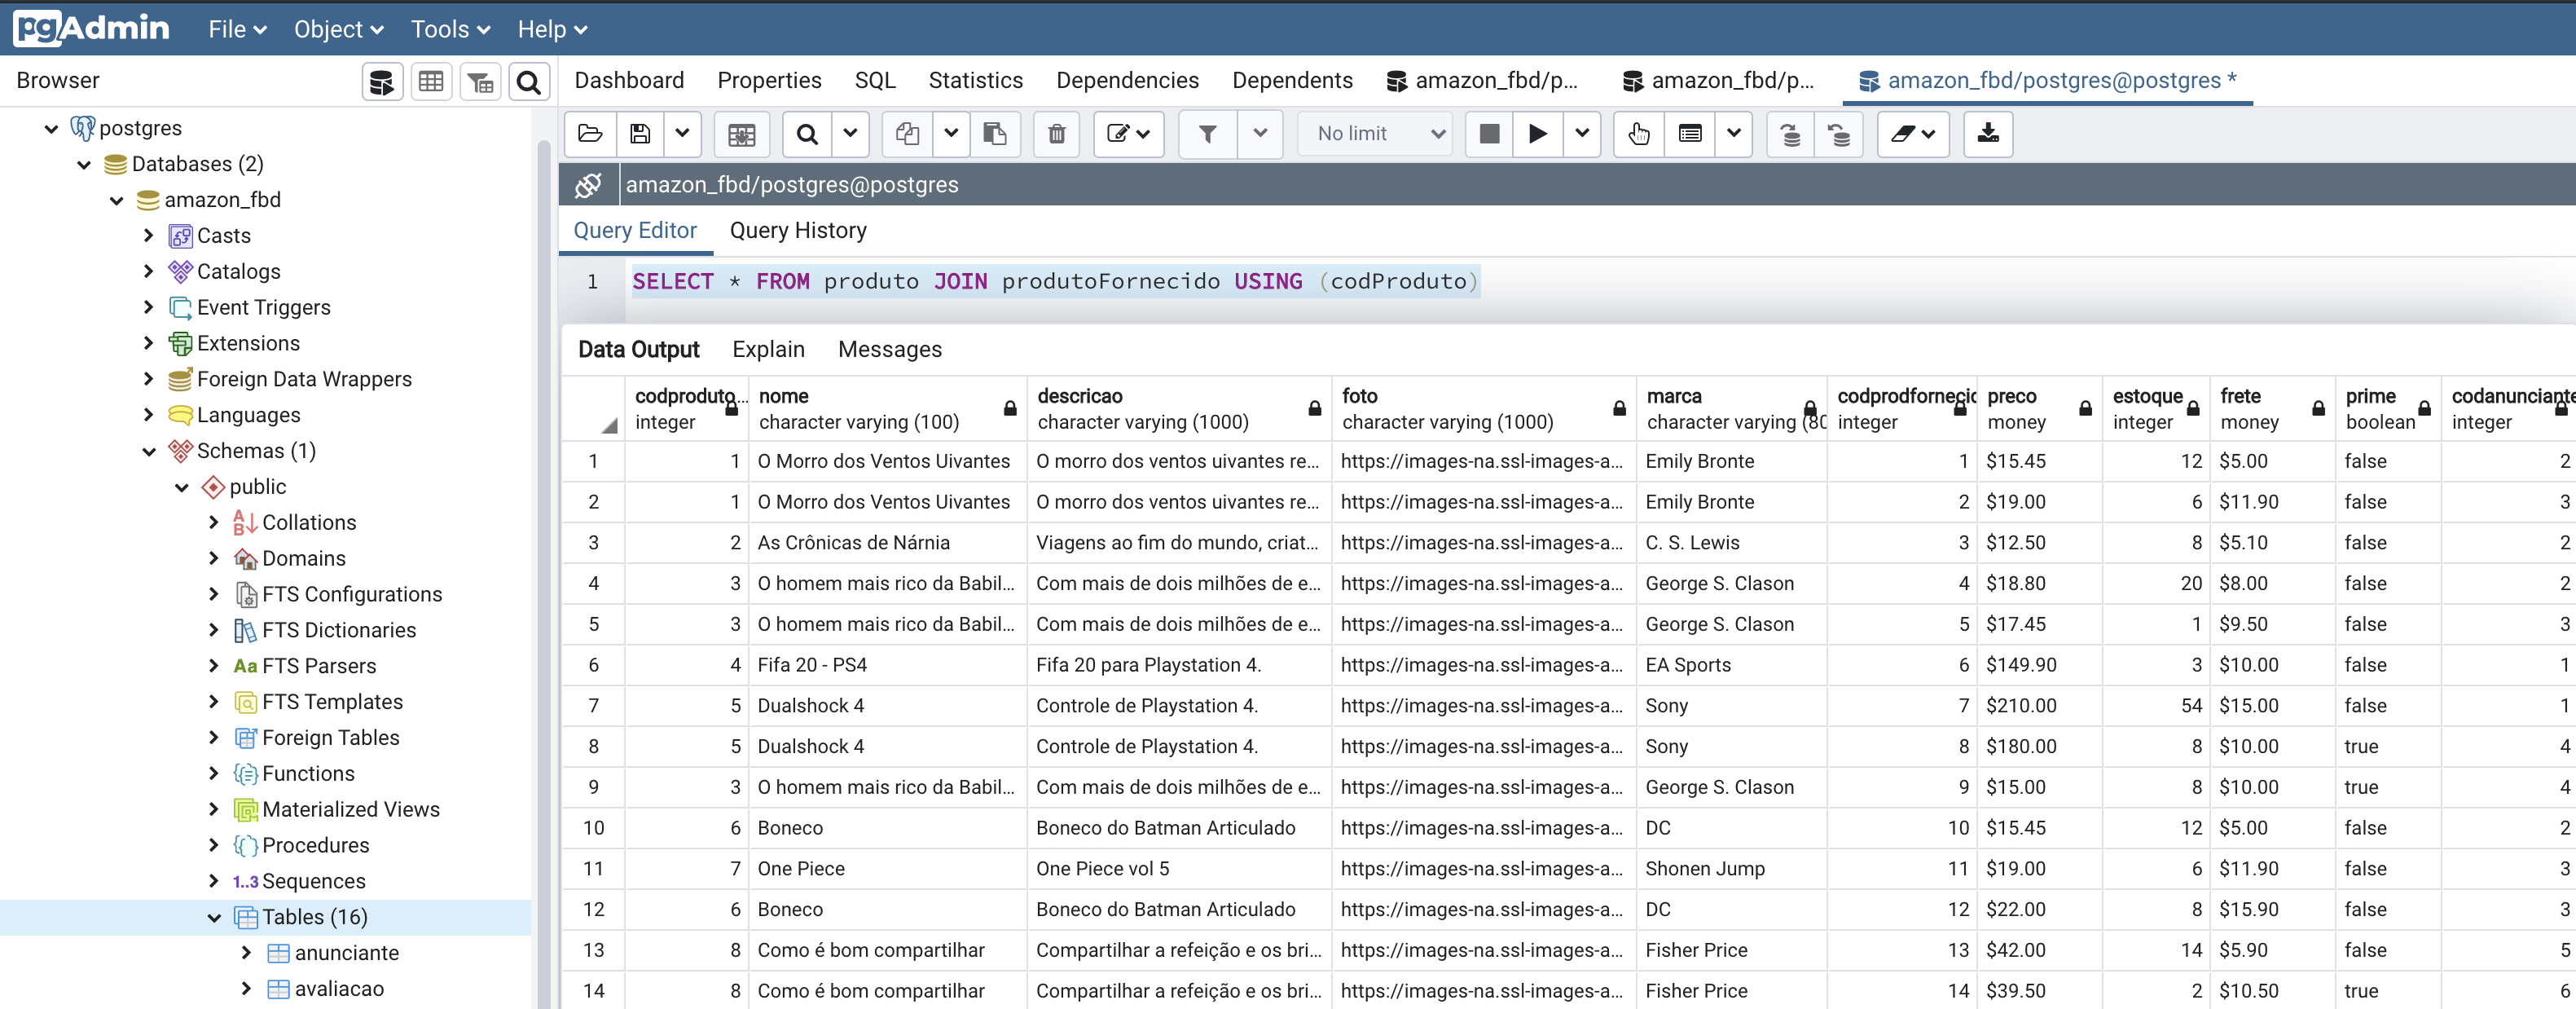 pgAdmin File Object Tools Help
Browser
Dashboard Properties SQL Statistics Dependencies Dependents amazon_fbd/p... amazon_fbd/p... amazon_fbd/postgres@postgres *
No limit
amazon_fbd/postgres@postgres
Query Editor Query History
1 SELECT * FROM produto JOIN produtoFornecido USING (codProduto)
postgres
Databases (2)
amazon_fbd
Casts
Catalogs
Event Triggers
Extensions
Foreign Data Wrappers
Languages
Schemas (1)
public
Collations
Domains
FTS Configurations
FTS Dictionaries
Aa FTS Parsers
FTS Templates
Foreign Tables
Functions
Materialized Views
Procedures
1..3 Sequences
Tables (16)
anunciante
avaliacao
Data Output Explain Messages
codproduto... nome descricao foto marca codprodfornecid preco estoque frete prime codanunciante
integer character varying (100) character varying (1000) character varying (1000) character varying (80 integer money integer money boolean integer
1 1 O Morro dos Ventos Uivantes O morro dos ventos uivantes re... https://images-na.ssl-images-a... Emily Bronte 1 $15.45 12 $5.00 false 2
2 1 O Morro dos Ventos Uivantes O morro dos ventos uivantes re... https://images-na.ssl-images-a... Emily Bronte 2 $19.00 6 $11.90 false 3
3 2 As Crônicas de Nárnia Viagens ao fim do mundo, criat... https://images-na.ssl-images-a... C. S. Lewis 3 $12.50 8 $5.10 false 2
4 3 O homem mais rico da Babil... Com mais de dois milhões de e... https://images-na.ssl-images-a... George S. Clason 4 $18.80 20 $8.00 false 2
5 3 O homem mais rico da Babil... Com mais de dois milhões de e... https://images-na.ssl-images-a... George S. Clason 5 $17.45 1 $9.50 false 3
6 4 Fifa 20 - PS4 Fifa 20 para Playstation 4. https://images-na.ssl-images-a... EA Sports 6 $149.90 3 $10.00 false 1
7 5 Dualshock 4 Controle de Playstation 4. https://images-na.ssl-images-a... Sony 7 $210.00 54 $15.00 false 1
8 5 Dualshock 4 Controle de Playstation 4. https://images-na.ssl-images-a... Sony 8 $180.00 8 $10.00 true 4
9 3 O homem mais rico da Babil... Com mais de dois milhões de e... https://images-na.ssl-images-a... George S. Clason 9 $15.00 8 $10.00 true 4
10 6 Boneco Boneco do Batman Articulado https://images-na.ssl-images-a... DC 10 $15.45 12 $5.00 false 2
11 7 One Piece One Piece vol 5 https://images-na.ssl-images-a... Shonen Jump 11 $19.00 6 $11.90 false 3
12 6 Boneco Boneco do Batman Articulado https://images-na.ssl-images-a... DC 12 $22.00 8 $15.90 false 3
13 8 Como é bom compartilhar Compartilhar a refeição e os bri... https://images-na.ssl-images-a... Fisher Price 13 $42.00 14 $5.90 false 5
14 8 Como é bom compartilhar Compartilhar a refeição e os bri... https://images-na.ssl-images-a... Fisher Price 14 $39.50 2 $10.50 true 6